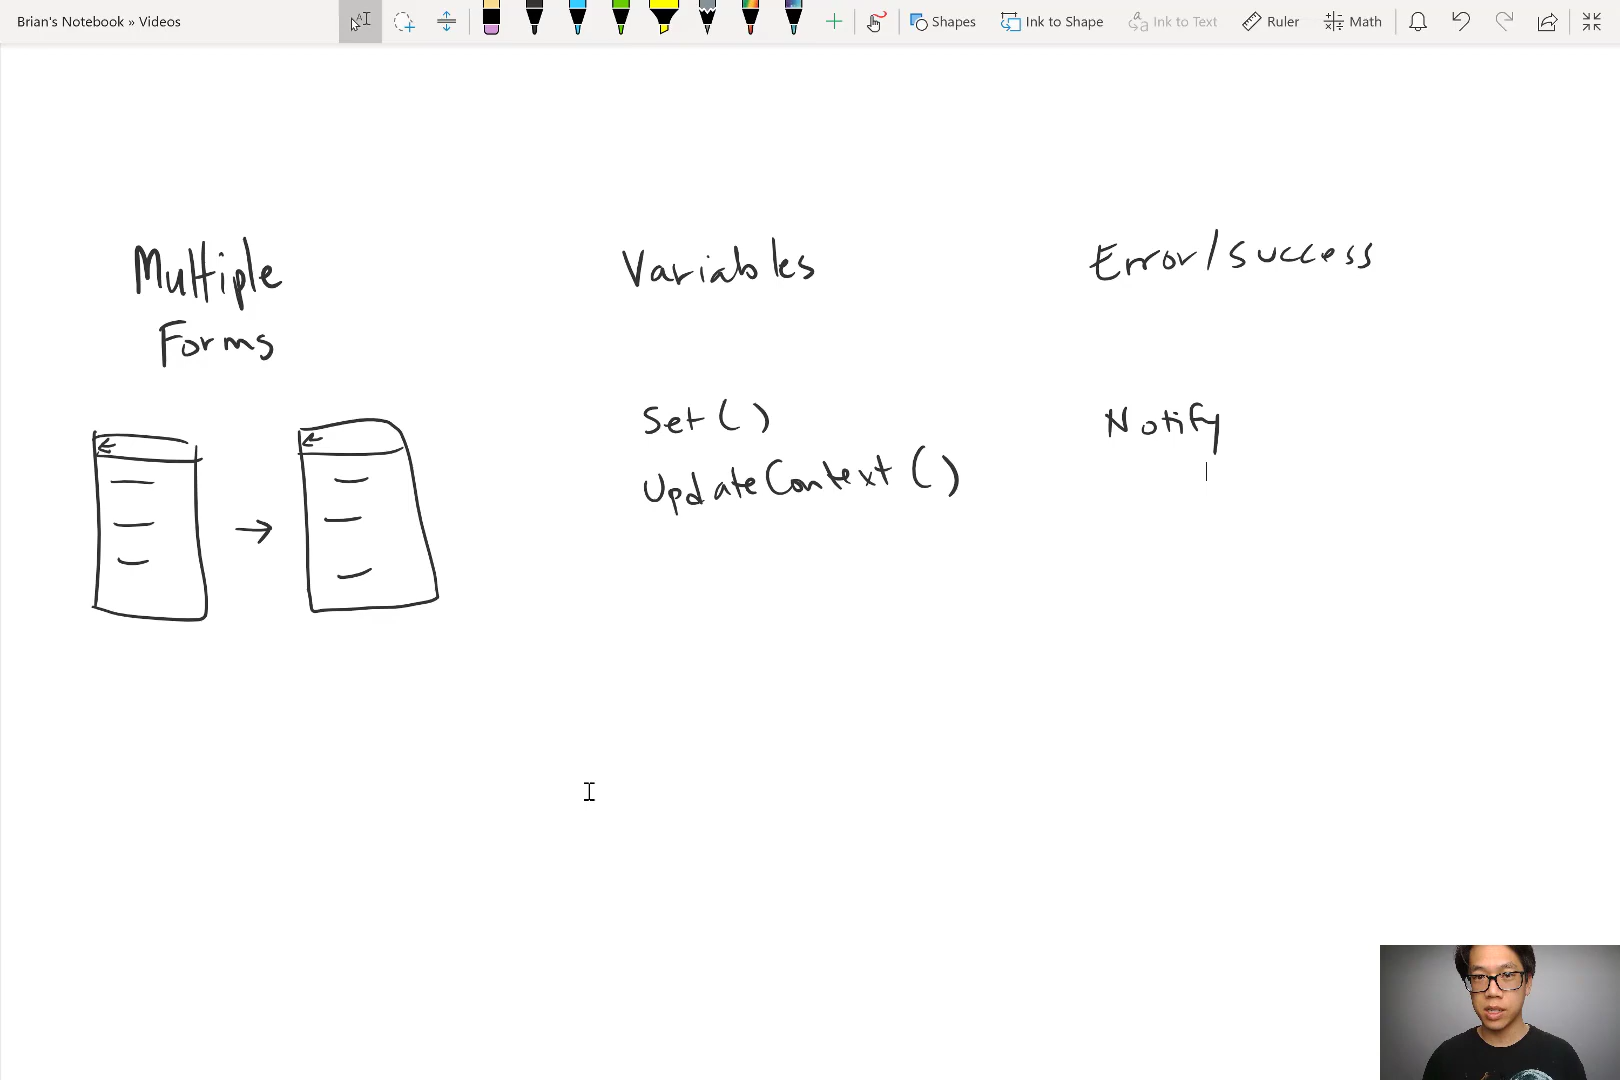 Brian's Notebook » Videos
Shapes
Ink to Shape
Ink to Text
Ruler
Math
Multiple
Forms
Variables
Set()
UpdateContext()
Error/Success
Notify